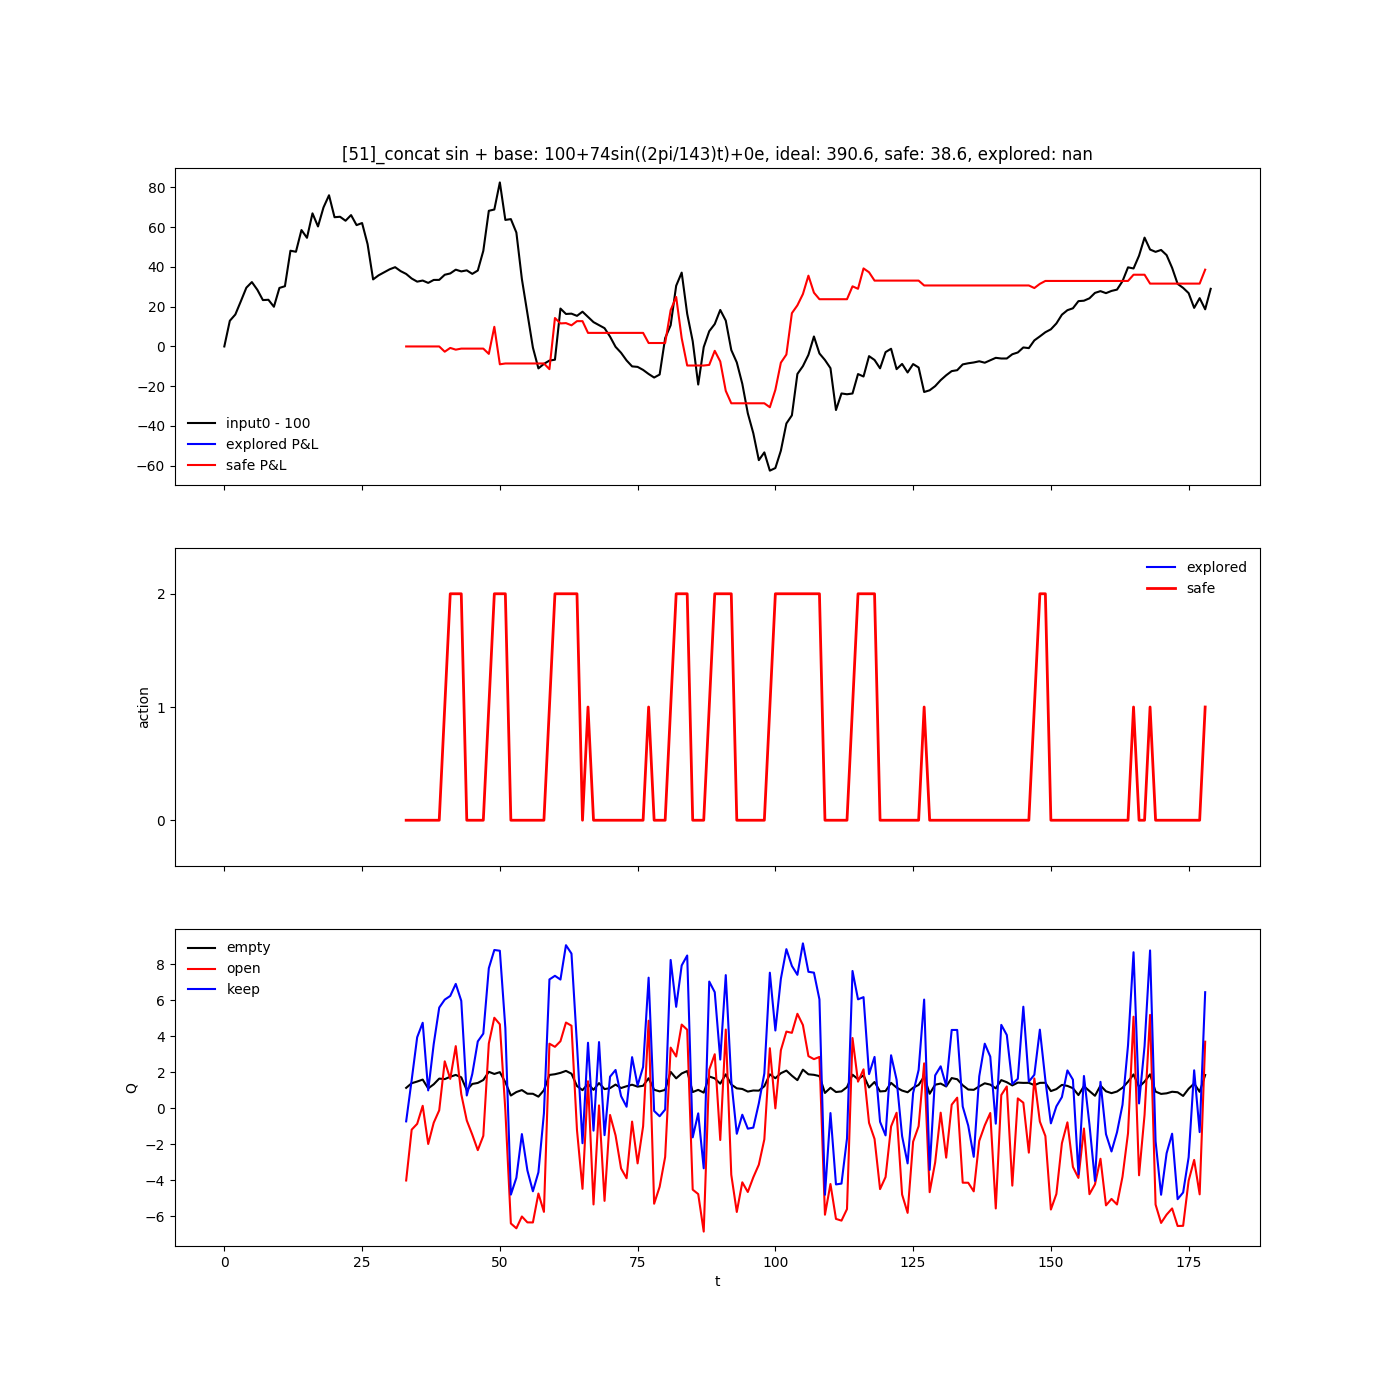 [51]_concat sin + base: 100+74sin((2pi/143)t)+0e, ideal: 390.6, safe: 38.6, explored: nan
80
60
40
20
0
−20
−40
−60
input0 - 100
explored P&L
safe P&L
2
1
0
action
explored
safe
8
6
4
2
0
−2
−4
−6
Q
empty
open
keep
0 25 50 75 100 125 150 175
t